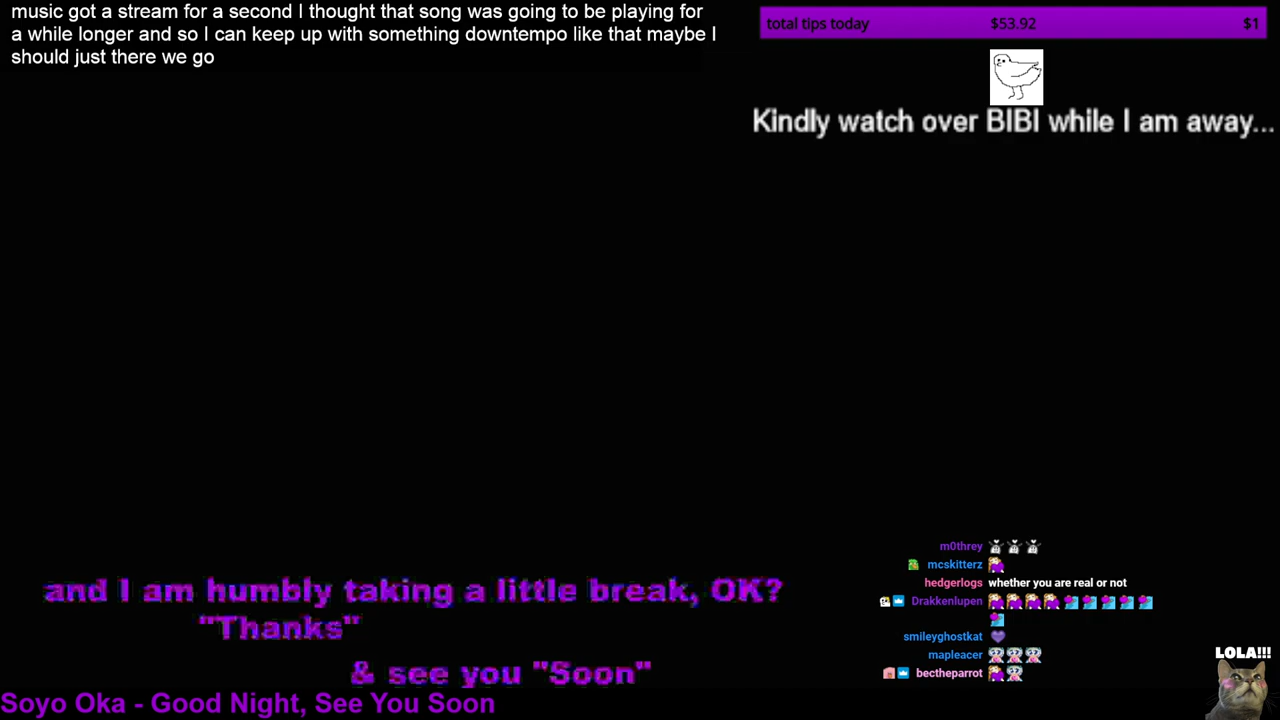 music got a stream for a second I thought that song was going to be playing for
a while longer and so I can keep up with something downtempo like that maybe I
should just there we go
total tips today $53.92 $1
Kindly watch over BIBI while I am away...
m0threy
mcskitterz
hedgerlogs whether you are real or not
Drakkenlupen
smileyghostkat
mapleacer
bectheparrot
and I am humbly taking a little break, OK?
"Thanks"
& see you "Soon"
LOLA!!!
Soyo Oka - Good Night, See You Soon